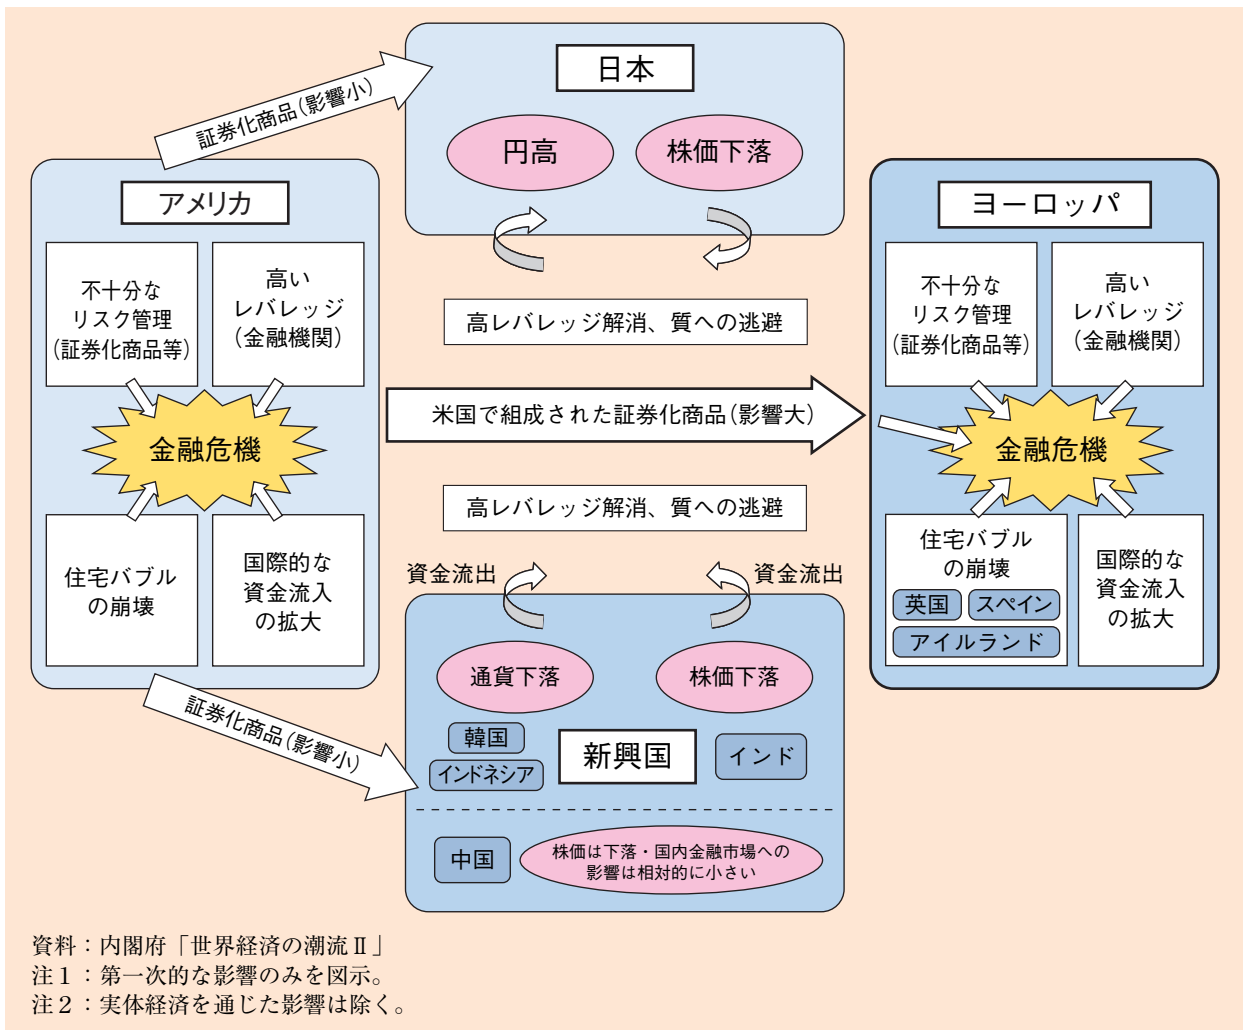 日本
証券化商品(影響小)
円高
株価下落
アメリカ
不十分な
リスク管理
(証券化商品等)
高い
レバレッジ
(金融機関)
金融危機
住宅バブル
の崩壊
国際的な
資金流入
の拡大
高レバレッジ解消、質への逃避
米国で組成された証券化商品(影響大)
高レバレッジ解消、質への逃避
ヨーロッパ
不十分な
リスク管理
(証券化商品等)
高い
レバレッジ
(金融機関)
金融危機
住宅バブル
の崩壊
英国
スペイン
アイルランド
国際的な
資金流入
の拡大
証券化商品(影響小)
資金流出
資金流出
通貨下落
株価下落
韓国
インドネシア
新興国
インド
中国
株価は下落・国内金融市場への
影響は相対的に小さい
資料：内閣府「世界経済の潮流Ⅱ」
注１：第一次的な影響のみを図示。
注２：実体経済を通じた影響は除く。